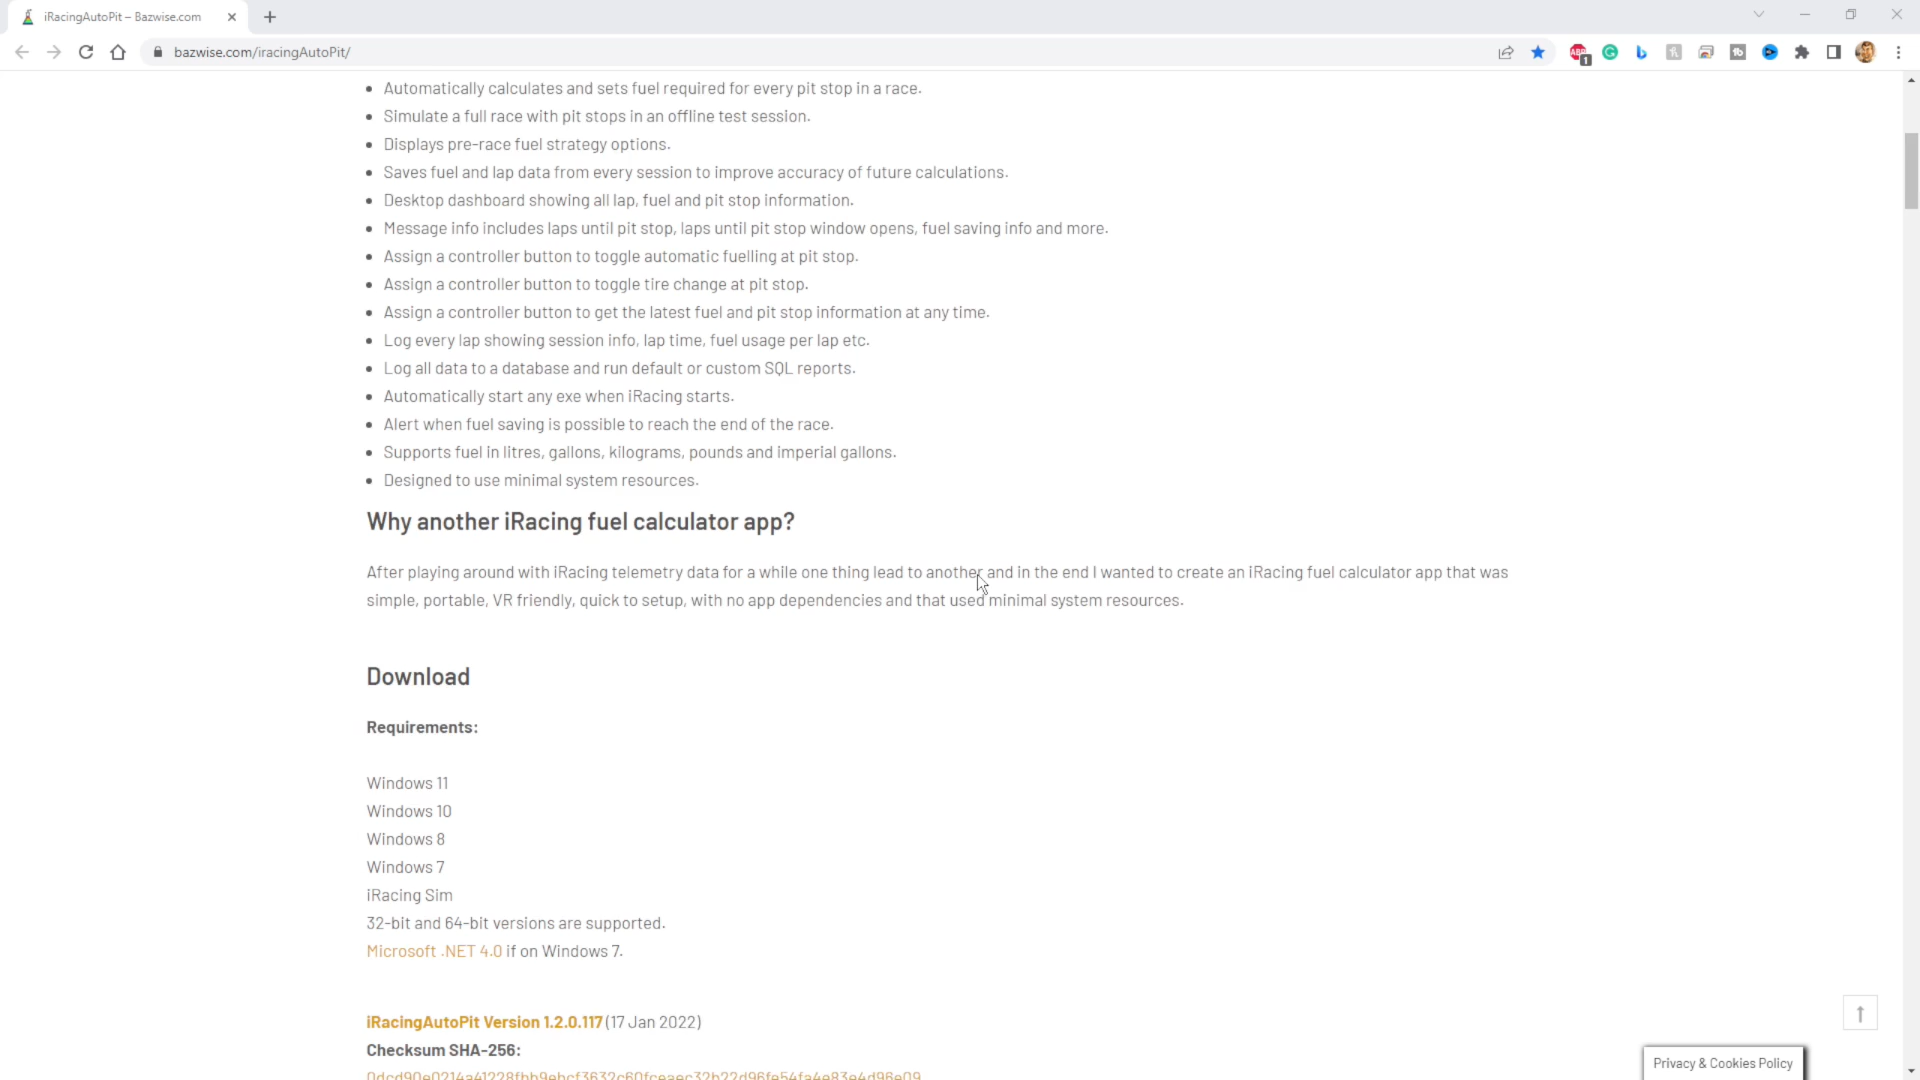 iRacingAutoPit – Bazwise.com
bazwise.com/iracingAutoPit/
Automatically calculates and sets fuel required for every pit stop in a race.
Simulate a full race with pit stops in an offline test session.
Displays pre-race fuel strategy options.
Saves fuel and lap data from every session to improve accuracy of future calculations.
Desktop dashboard showing all lap, fuel and pit stop information.
Message info includes laps until pit stop, laps until pit stop window opens, fuel saving info and more.
Assign a controller button to toggle automatic fuelling at pit stop.
Assign a controller button to toggle tire change at pit stop.
Assign a controller button to get the latest fuel and pit stop information at any time.
Log every lap showing session info, lap time, fuel usage per lap etc.
Log all data to a database and run default or custom SQL reports.
Automatically start any exe when iRacing starts.
Alert when fuel saving is possible to reach the end of the race.
Supports fuel in litres, gallons, kilograms, pounds and imperial gallons.
Designed to use minimal system resources.
Why another iRacing fuel calculator app?
After playing around with iRacing telemetry data for a while one thing lead to another and in the end I wanted to create an iRacing fuel calculator app that was
simple, portable, VR friendly, quick to setup, with no app dependencies and that used minimal system resources.
Download
Requirements:
Windows 11
Windows 10
Windows 8
Windows 7
iRacing Sim
32-bit and 64-bit versions are supported.
Microsoft .NET 4.0 if on Windows 7.
iRacingAutoPit Version 1.2.0.117 (17 Jan 2022)
Checksum SHA-256:
Privacy & Cookies Policy